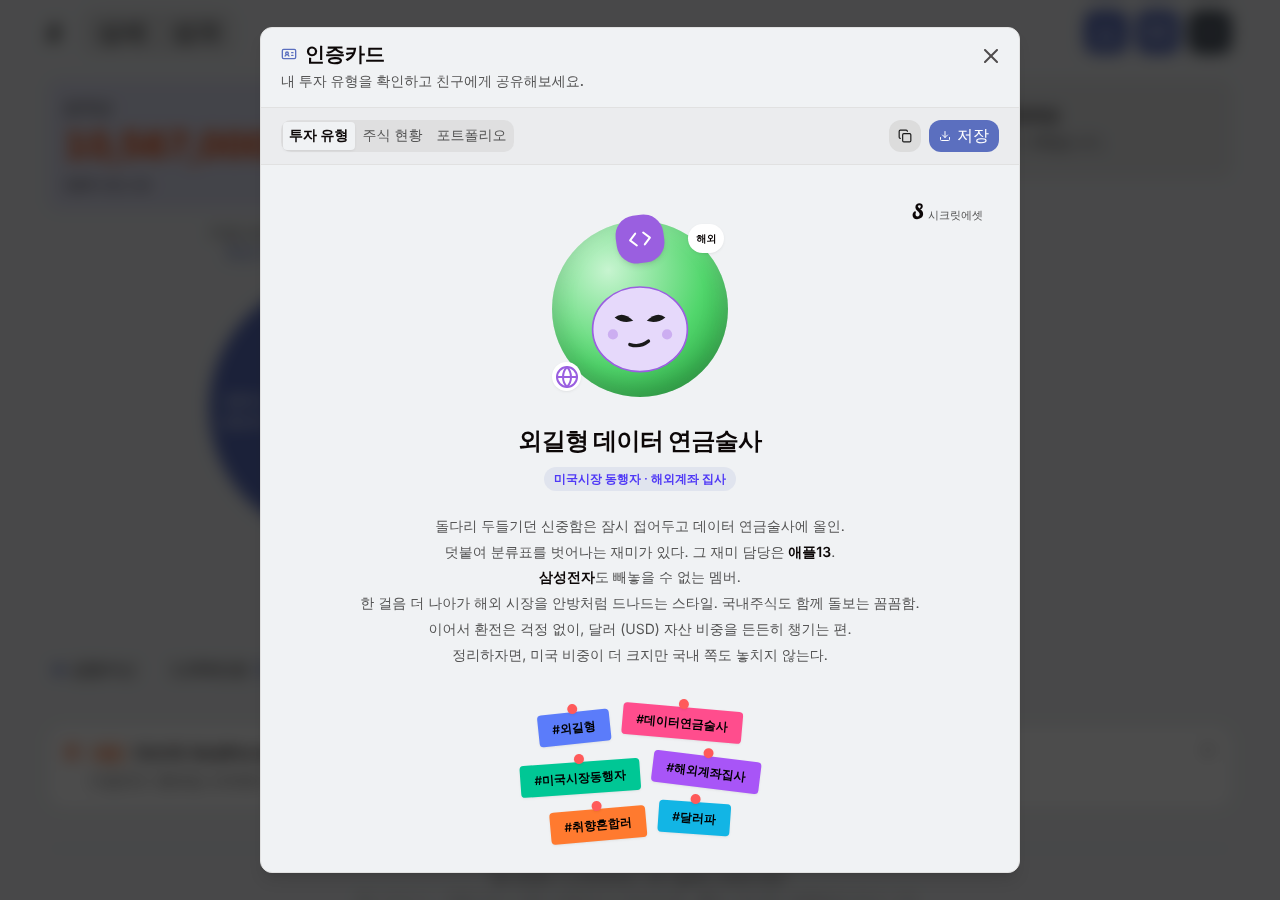 인증카드
내 투자 유형을 확인하고 친구에게 공유해보세요.
투자 유형 주식 현황 포트폴리오 저장
시크릿에셋
해외
외길형 데이터 연금술사
미국시장 동행자 · 해외계좌 집사
돌다리 두들기던 신중함은 잠시 접어두고 데이터 연금술사에 올인.
덧붙여 분류표를 벗어나는 재미가 있다. 그 재미 담당은 애플13.
삼성전자도 빼놓을 수 없는 멤버.
한 걸음 더 나아가 해외 시장을 안방처럼 드나드는 스타일. 국내주식도 함께 돌보는 꼼꼼함.
이어서 환전은 걱정 없이, 달러 (USD) 자산 비중을 든든히 챙기는 편.
정리하자면, 미국 비중이 더 크지만 국내 쪽도 놓치지 않는다.
#외길형 #데이터연금술사
#미국시장동행자 #해외계좌집사
#취향혼합러 #달러파